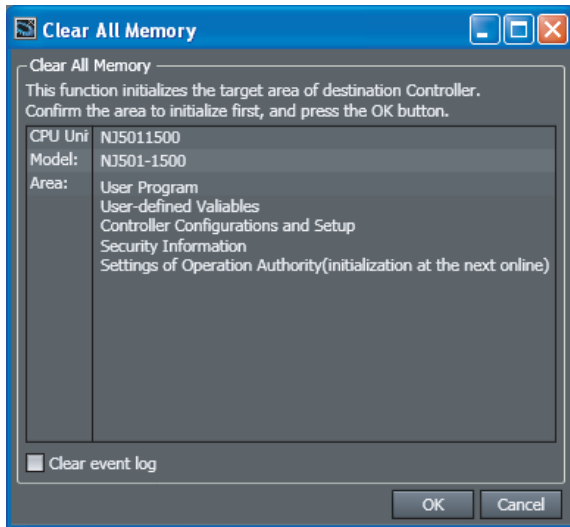 Clear All Memory
Clear All Memory
This function initializes the target area of destination Controller.
Confirm the area to initialize first, and press the OK button.
CPU Uni NJ5011500
Model: NJ501-1500
Area: User Program
User-defined Valiables
Controller Configurations and Setup
Security Information
Settings of Operation Authority(initialization at the next online)
Clear event log
OK Cancel